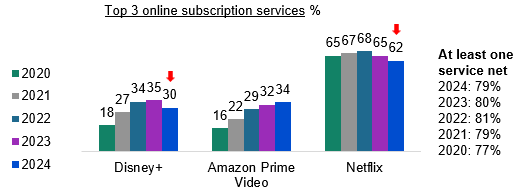 Top 3 online subscription services %
2020
2021
2022
2023
2024
18 27 34 35 30
16 22 29 32 34
65 67 68 65 62
Disney+
Amazon Prime
Video
Netflix
At least one
service net
2024: 79%
2023: 80%
2022: 81%
2021: 79%
2020: 77%